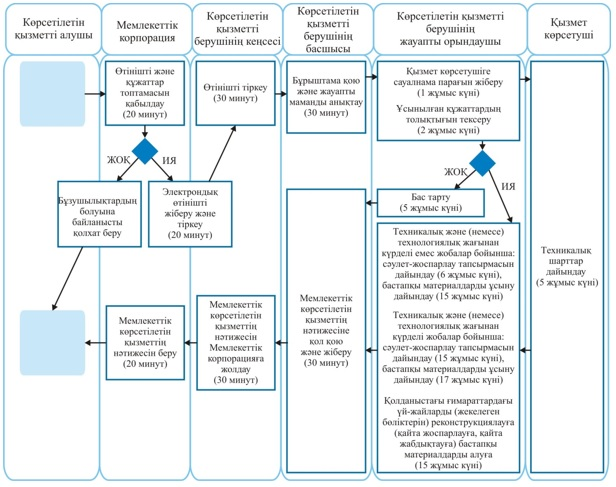 Көрсетілетін
қызметті алушы
Мемлекеттік
корпорация
Көрсетілетін
қызметті
берушінің кеңсесі
Көрсетілетін
қызметті
берушінің
басшысы
Көрсетілетін қызметті
берушінің
жауапты орындаушы
Қызмет
көрсетуші
Өтінішті және
құжаттар
топтамасын
қабылдау
(20 минут)
Өтінішті тіркеу
(30 минут)
Бұрыштама қою
және жауапты
маманды анықтау
(30 минут)
Қызмет көрсетушіге
сауалнама парағын жіберу
(1 жұмыс күні)
Ұсынылған құжаттардың
толықтығын тексеру
(2 жұмыс күні)
ЖОҚ
ИЯ
ЖОҚ
ИЯ
Бұзушылықтардың
болуына
байланысты
қолхат беру
Электрондық
өтінішті
жіберу және
тіркеу
(20 минут)
Бас тарту
(5 жұмыс күні)
Техникалық және (немесе)
технологиялық жағынан
күрделі емес жобалар бойынша:
сәулет-жоспарлау тапсырмасын
дайындау (6 жұмыс күні),
бастапқы материалдарды ұсыну
дайындау (15 жұмыс күні)
Техникалық және (немесе)
технологиялық жағынан
күрделі жобалар бойынша:
сәулет-жоспарлау тапсырмасын
дайындау (15 жұмыс күні),
бастапқы материалдарды ұсыну
дайындау (17 жұмыс күні)
Қолданыстағы ғимараттардағы
үй-жайларды (жекелеген
бөліктерін) реконструкциялауға
(қайта жоспарлауға, қайта
жабдықтауға) бастапқы
материалдарды алуға
(15 жұмыс күні)
Техникалық
шарттар
дайындау
(5 жұмыс күні)
Мемлекеттік
көрсетілетін
қызметтің
нәтижесін беру
(20 минут)
Мемлекеттік
көрсетілетін
қызметтің
нәтижесін
Мемлекеттік
корпорацияға
жолдау
(30 минут)
Мемлекеттік
көрсетілетін
қызметтің
нәтижесіне
қол қою
және жіберу
(30 минут)